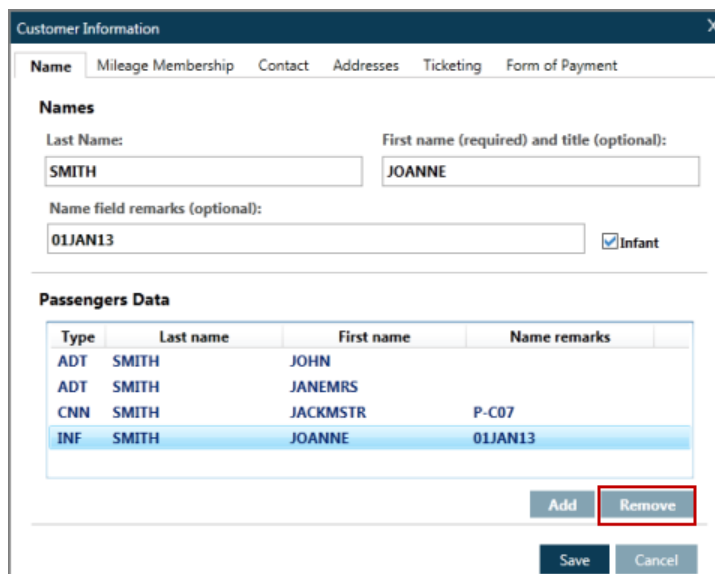 Customer Information X
Name Mileage Membership Contact Addresses Ticketing Form of Payment
Names
Last Name: First name (required) and title (optional):
SMITH JOANNE
Name field remarks (optional):
01JAN13 Infant
Passengers Data
Type Last name First name Name remarks
ADT SMITH JOHN
ADT SMITH JANEMRS
CNN SMITH JACKMSTR P-C07
INF SMITH JOANNE 01JAN13
Add Remove
Save Cancel